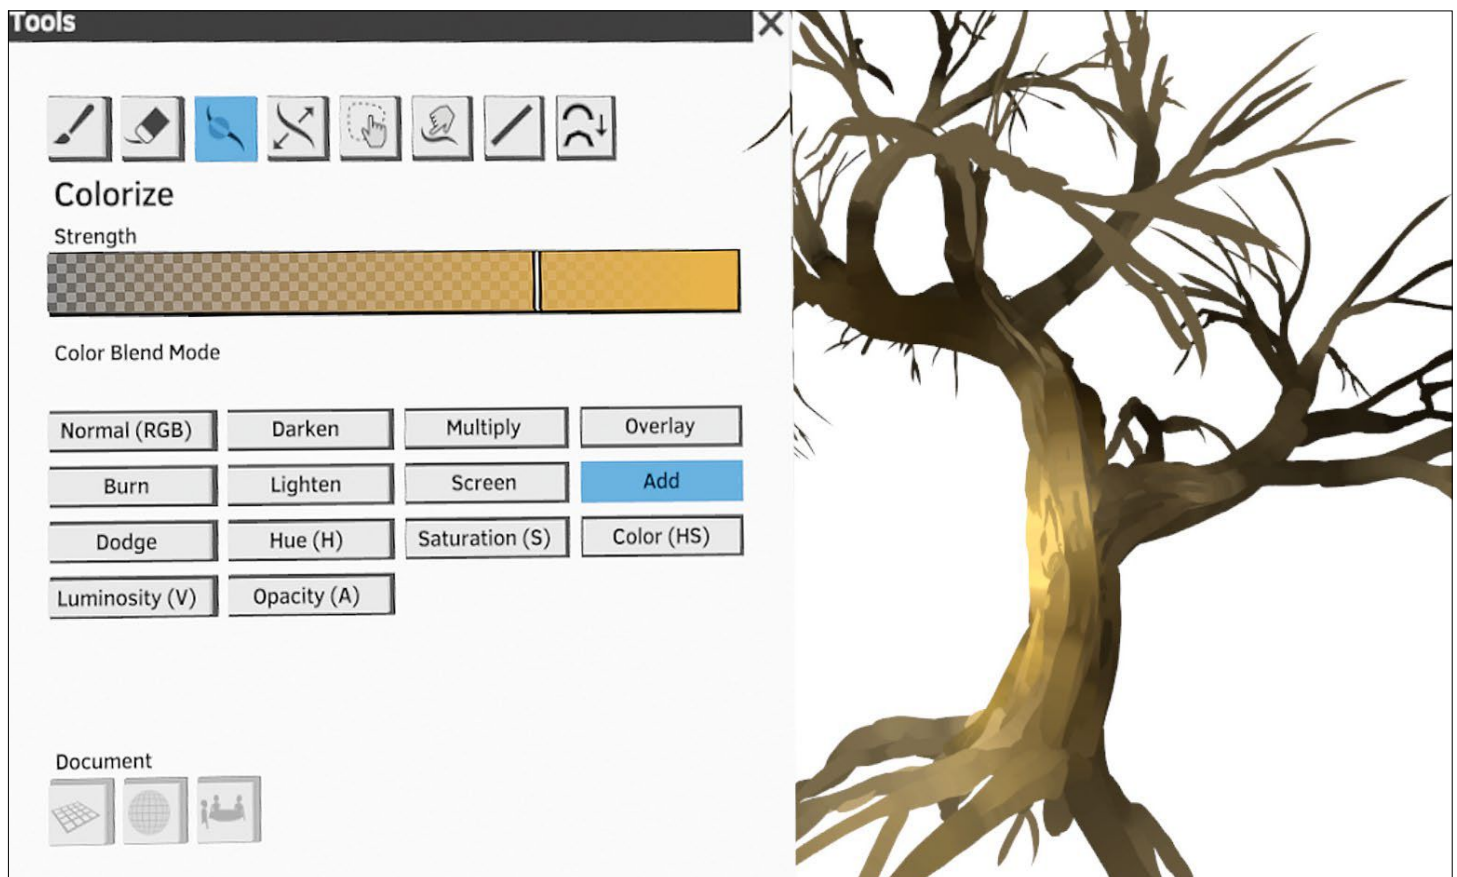 Tools
Colorize
Strength
Color Blend Mode
Normal (RGB) Darken Multiply Overlay
Burn Lighten Screen Add
Dodge Hue (H) Saturation (S) Color (HS)
Luminosity (V) Opacity (A)
Document